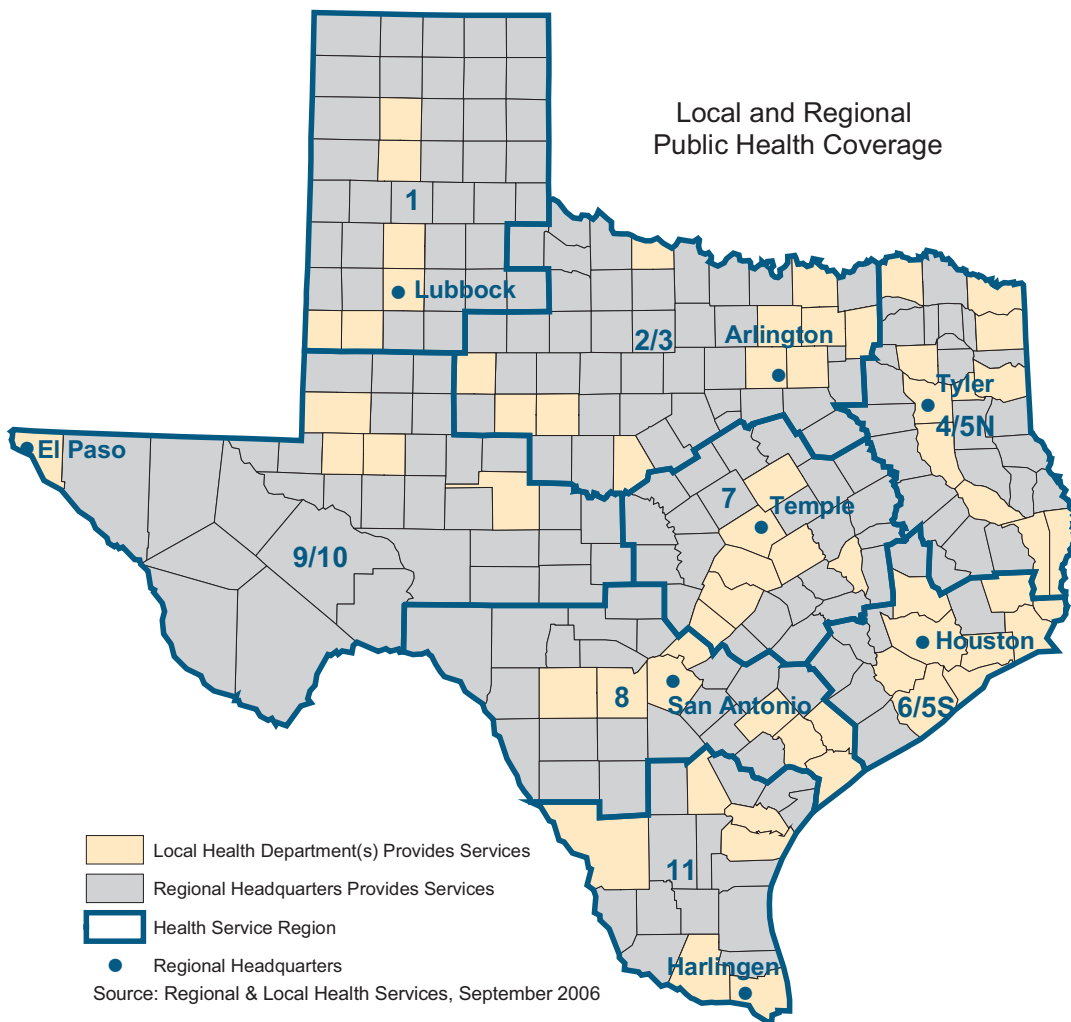 Local and Regional
Public Health Coverage
1
Lubbock
2/3
Arlington
Tyler
4/5N
El Paso
7
Temple
9/10
Houston
8
San Antonio
6/5S
11
Harlingen
Local Health Department(s) Provides Services
Regional Headquarters Provides Services
Health Service Region
Regional Headquarters
Source: Regional & Local Health Services, September 2006